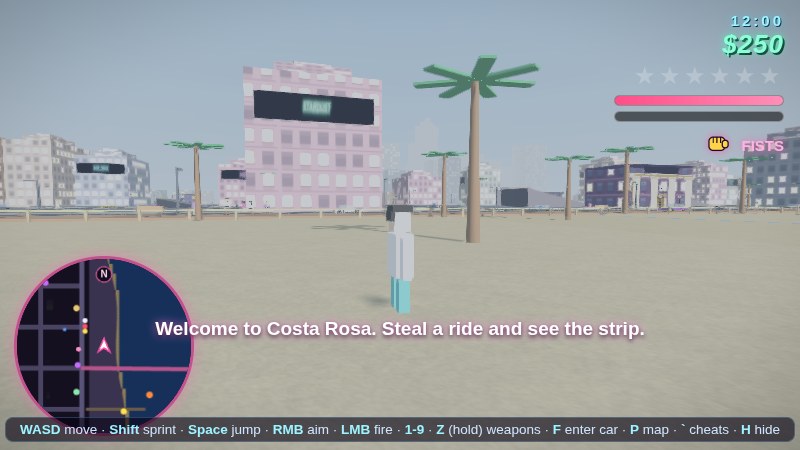 12:00
$250
FISTS
N
Welcome to Costa Rosa. Steal a ride and see the strip.
WASD move · Shift sprint · Space jump · RMB aim · LMB fire · 1-9 · Z (hold) weapons · F enter car · P map · ` cheats · H hide